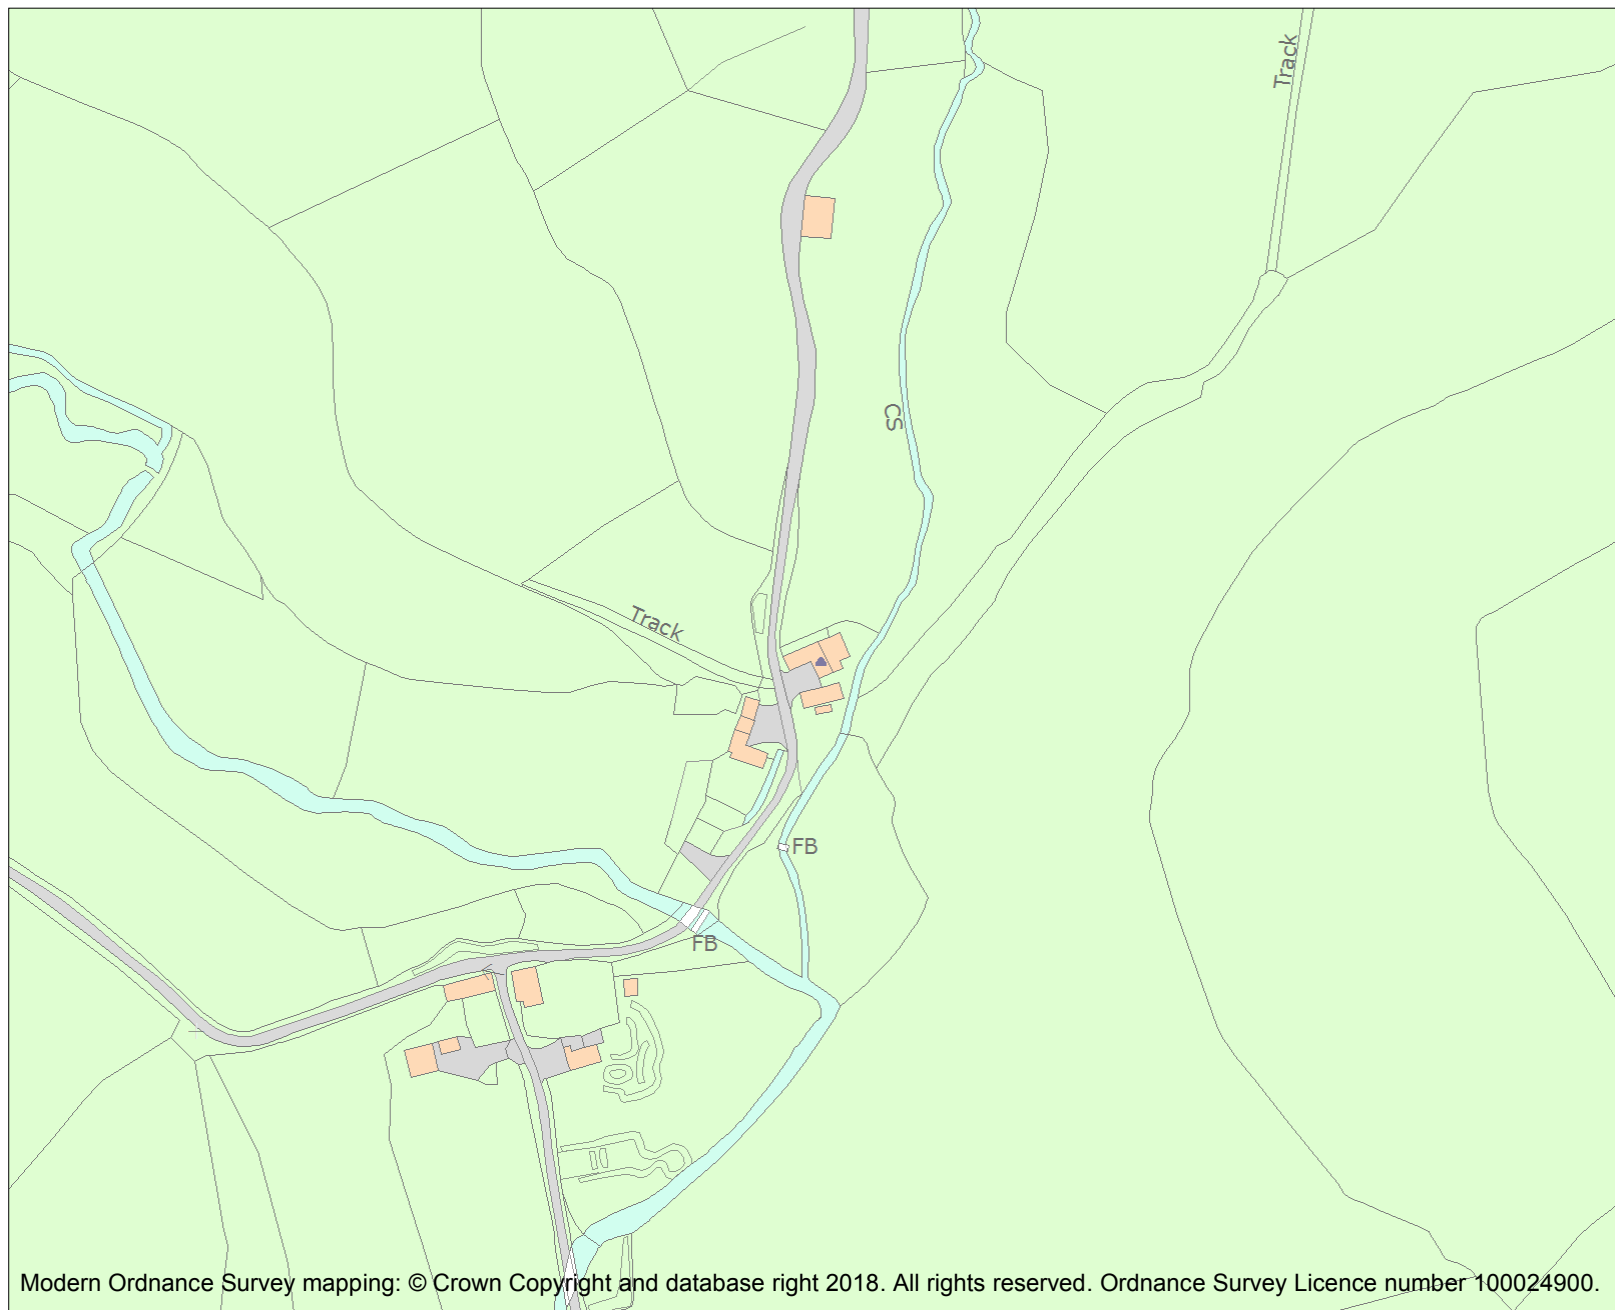 Track
CS
Track
FB
FB
Modern Ordnance Survey mapping: © Crown Copyright and database right 2018. All rights reserved. Ordnance Survey Licence number 100024900.